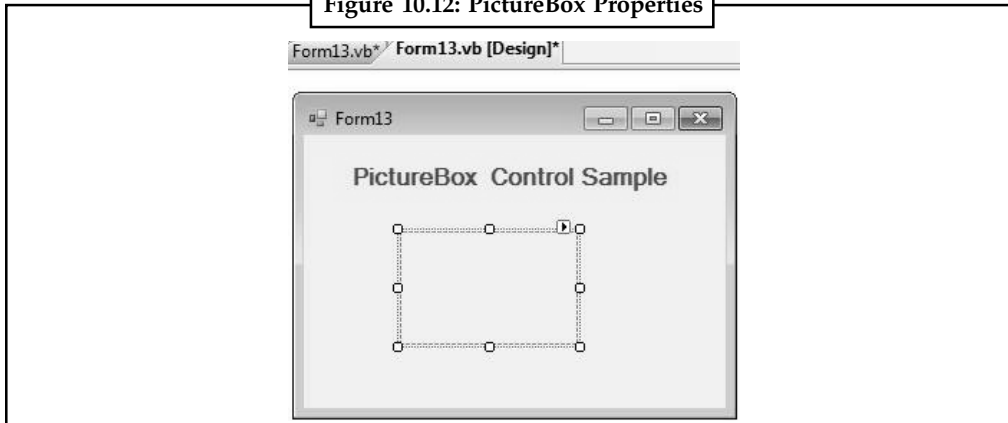 Figure 10.12: PictureBox Properties
Form13.vb* Form13.vb [Design]*
Form13
PictureBox Control Sample